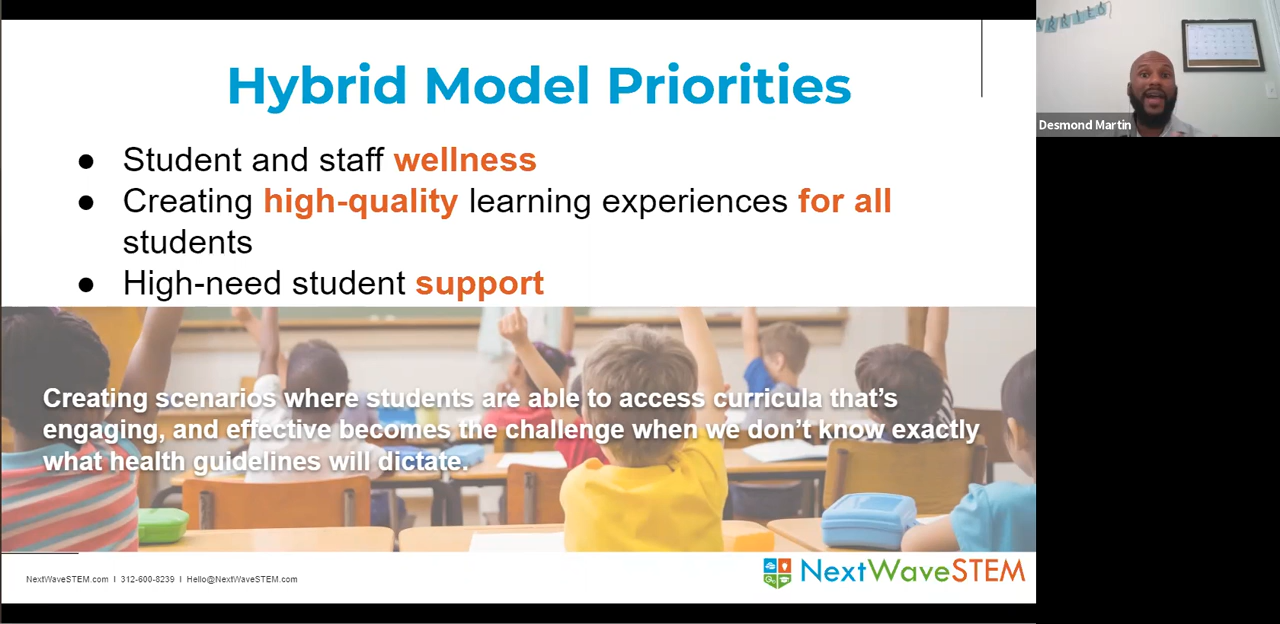 Hybrid Model Priorities
● Student and staff wellness
● Creating high-quality learning experiences for all
students
● High-need student support
Creating scenarios where students are able to access curricula that's
engaging, and effective becomes the challenge when we don't know exactly
what health guidelines will dictate.
NextWaveSTEM.com I 312-600-8239 I Hello@NextWaveSTEM.com
NextWaveSTEM
Desmond Martin